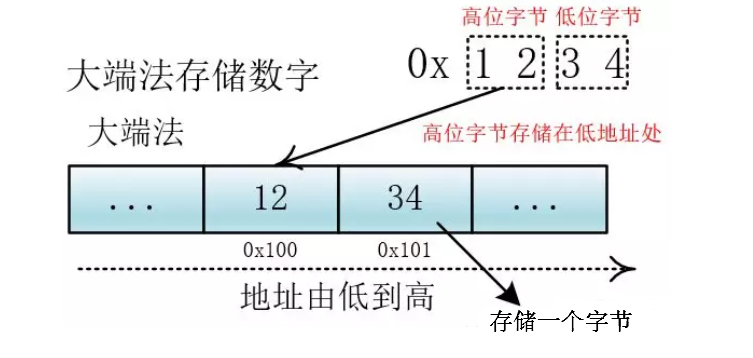 高位字节 低位字节
大端法存储数字 0x 1 2 3 4
大端法 高位字节存储在低地址处
... 12 34 ...
0x100 0x101
地址由低到高
存储一个字节